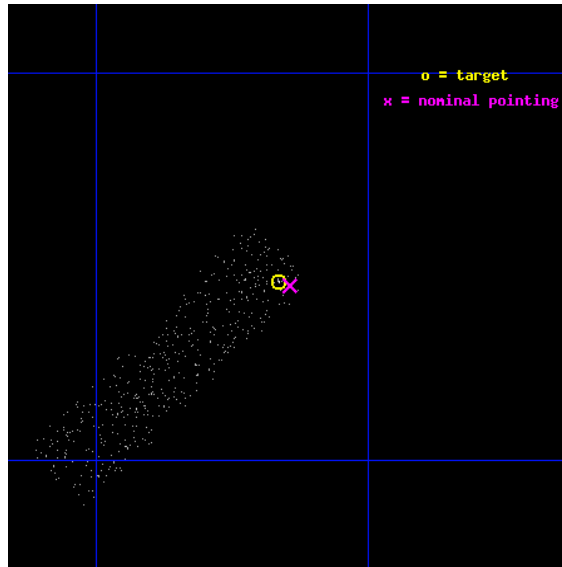 o = target
x = nominal pointing